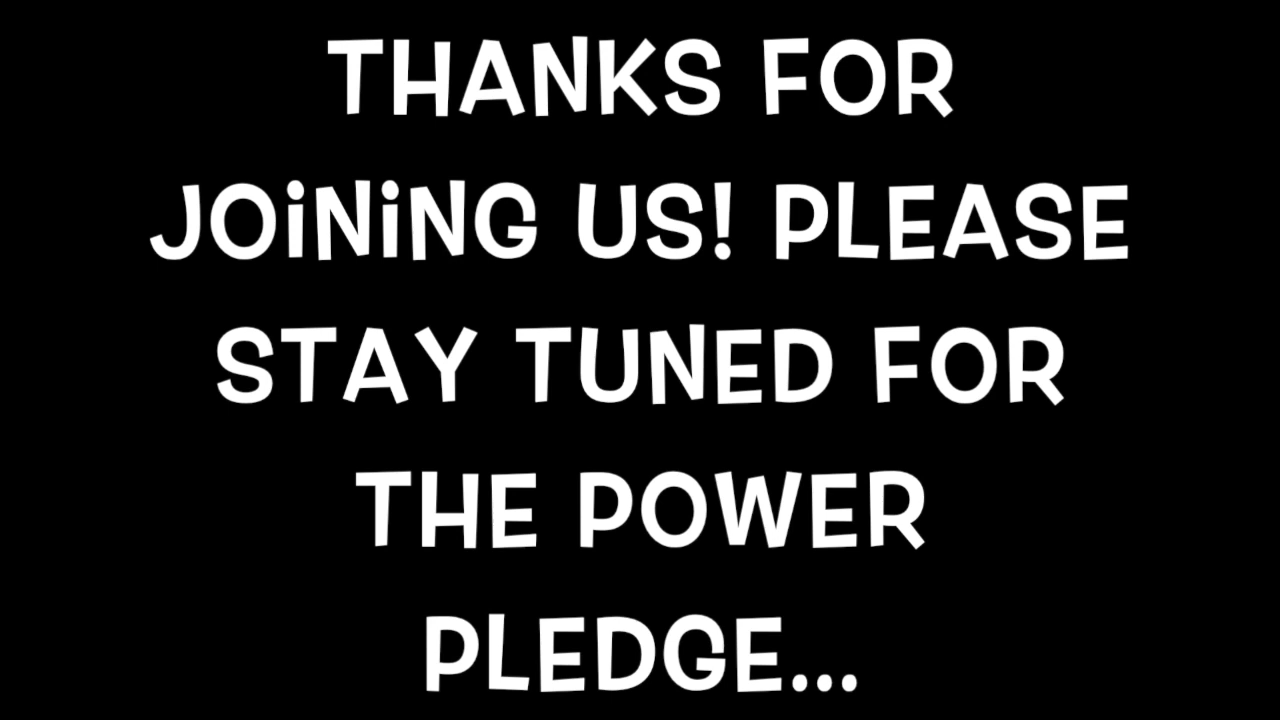 THANKS FOR
JOiNiNG US! PLEASE
STAY TUNED FOR
THE POWER
PLEDGE...